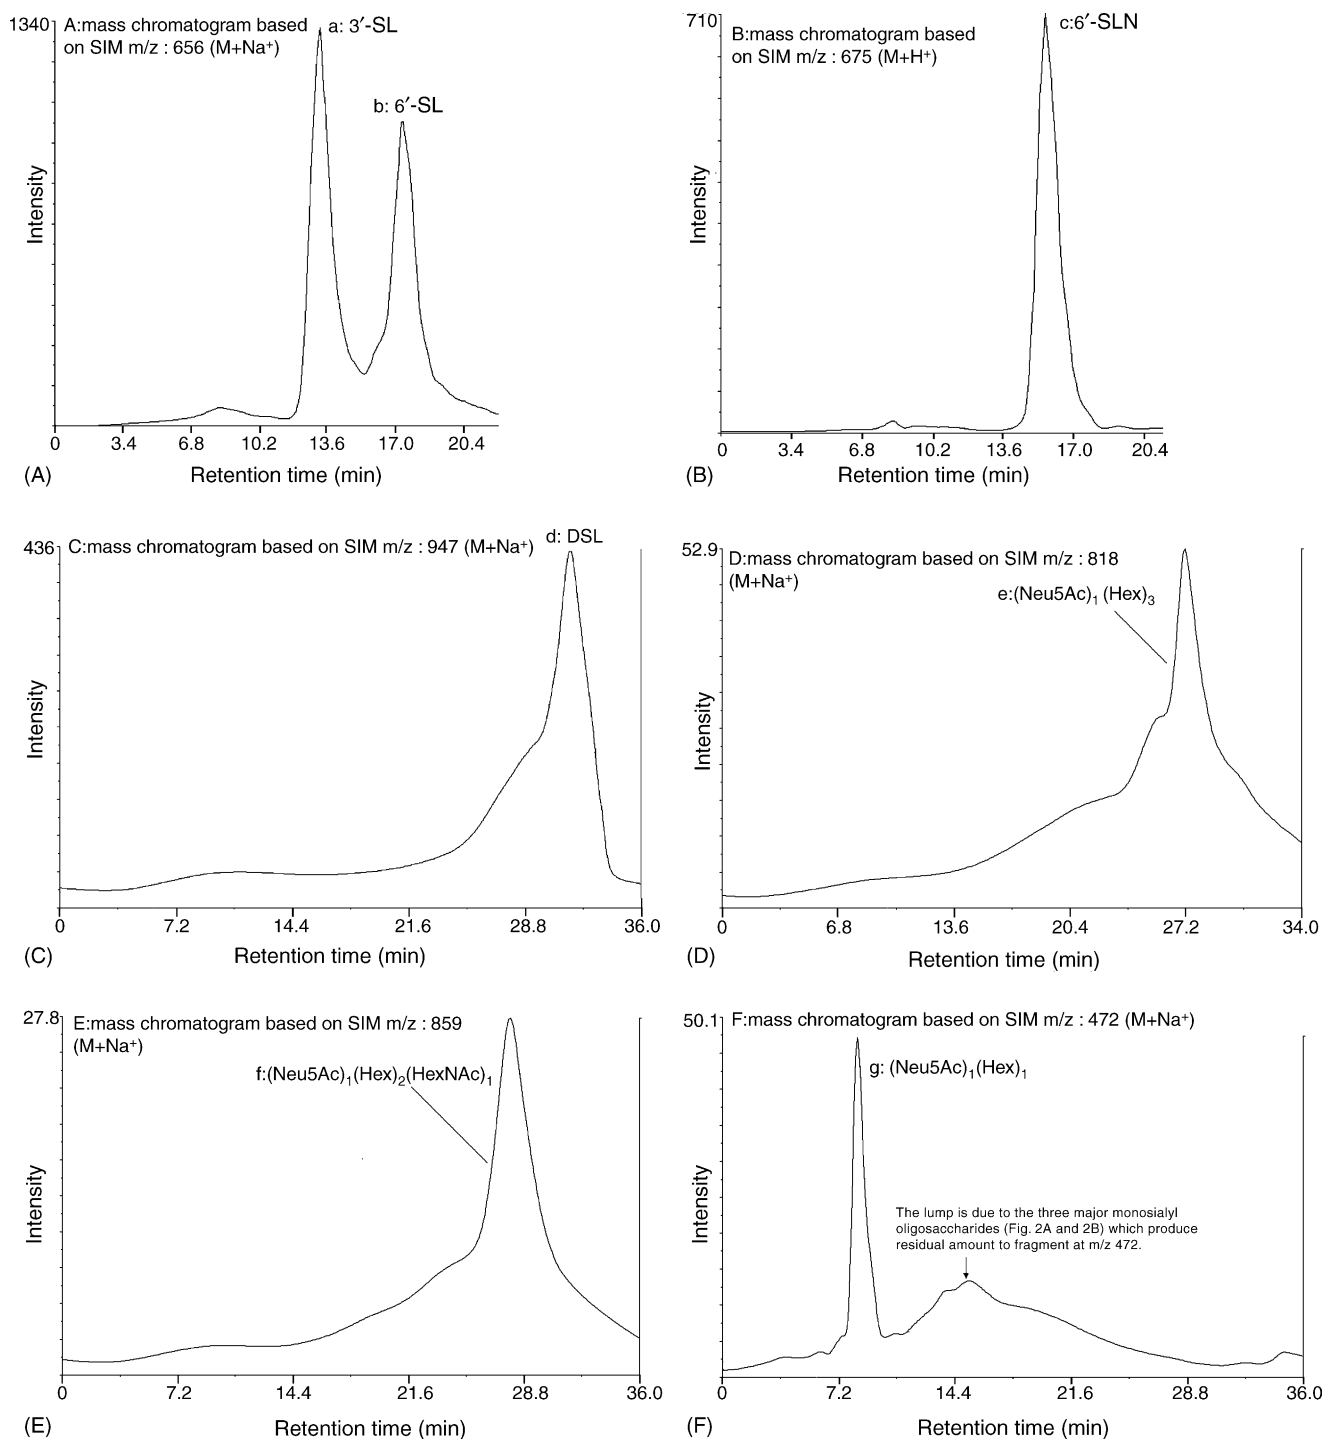 1340
A:mass chromatogram based
on SIM m/z : 656 (M+Na⁺)
a: 3′-SL
b: 6′-SL
Intensity
0 3.4 6.8 10.2 13.6 17.0 20.4
(A) Retention time (min)
710
B:mass chromatogram based
on SIM m/z : 675 (M+H⁺)
c:6′-SLN
Intensity
0 3.4 6.8 10.2 13.6 17.0 20.4
(B) Retention time (min)
436
C:mass chromatogram based on SIM m/z : 947 (M+Na⁺)
d: DSL
Intensity
0 7.2 14.4 21.6 28.8 36.0
(C) Retention time (min)
52.9
D:mass chromatogram based on SIM m/z : 818
(M+Na⁺)
e:(Neu5Ac)₁ (Hex)₃
Intensity
0 6.8 13.6 20.4 27.2 34.0
(D) Retention time (min)
27.8
E:mass chromatogram based on SIM m/z : 859
(M+Na⁺)
f:(Neu5Ac)₁(Hex)₂(HexNAc)₁
Intensity
0 7.2 14.4 21.6 28.8 36.0
(E) Retention time (min)
50.1
F:mass chromatogram based on SIM m/z : 472 (M+Na⁺)
g: (Neu5Ac)₁(Hex)₁
The lump is due to the three major monosialyl
oligosaccharides (Fig. 2A and 2B) which produce
residual amount to fragment at m/z 472.
Intensity
0 7.2 14.4 21.6 28.8 36.0
(F) Retention time (min)